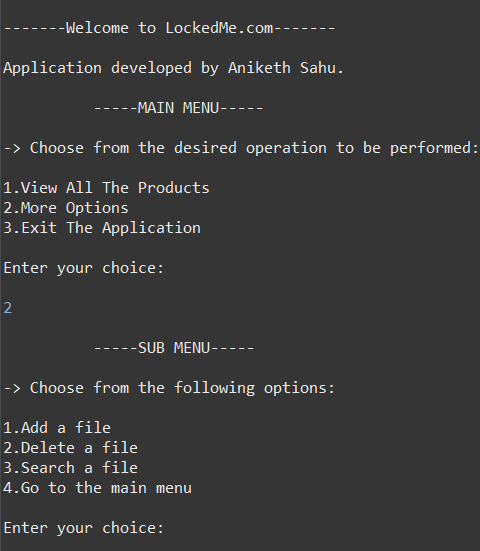 -------Welcome to LockedMe.com-------
Application developed by Aniketh Sahu.
-----MAIN MENU-----
-> Choose from the desired operation to be performed:
1.View All The Products
2.More Options
3.Exit The Application
Enter your choice:
2
-----SUB MENU-----
-> Choose from the following options:
1.Add a file
2.Delete a file
3.Search a file
4.Go to the main menu
Enter your choice: